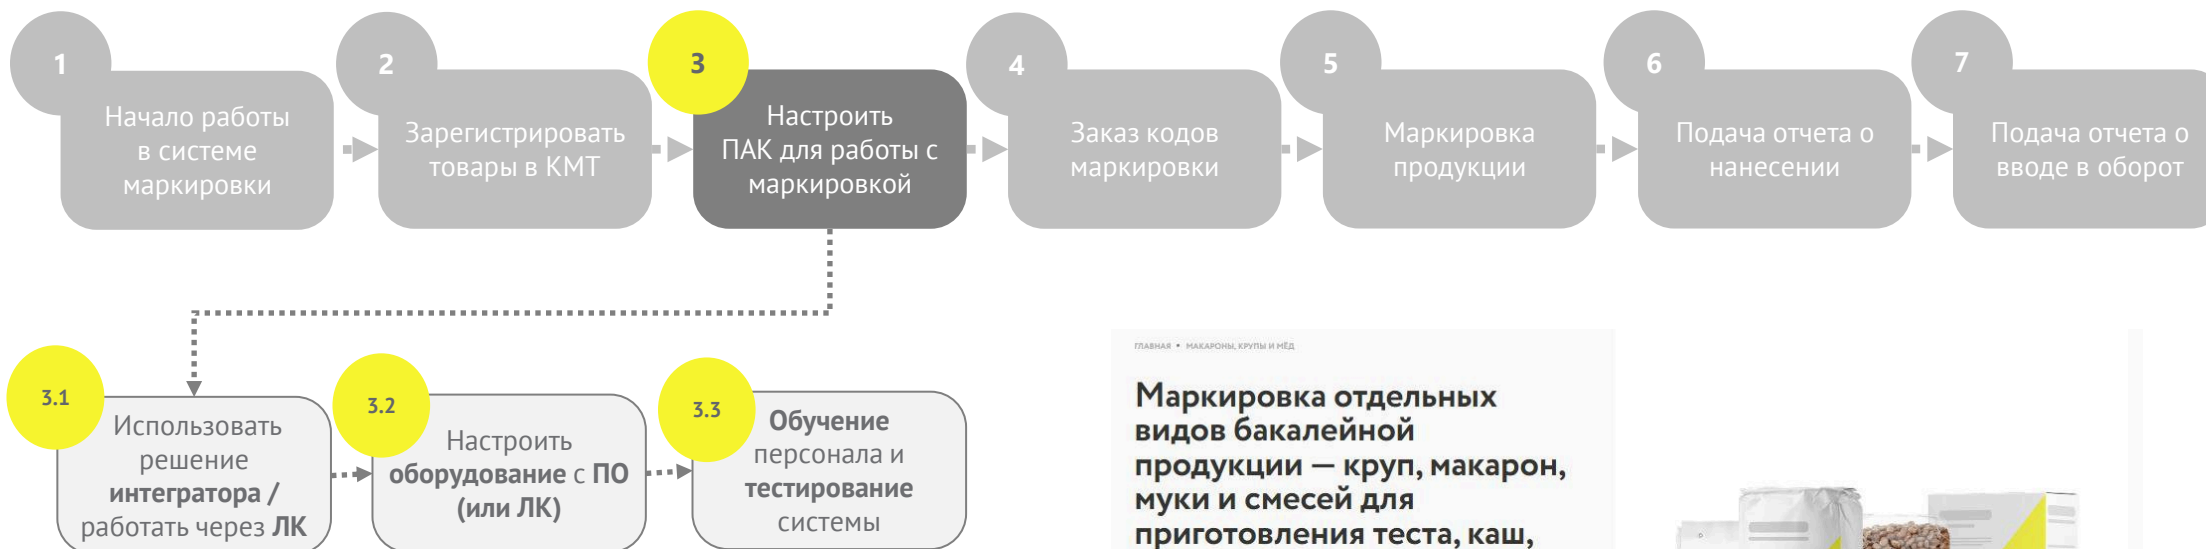 1
Начало работы
в системе
маркировки
2
Зарегистрировать
товары в КМТ
3
Настроить
ПАК для работы с
маркировкой
4
Заказ кодов
маркировки
5
Маркировка
продукции
6
Подача отчета о
нанесении
7
Подача отчета о
вводе в оборот
3.1
Использовать
решение
интегратора /
работать через ЛК
3.2
Настроить
оборудование с ПО
(или ЛК)
3.3
Обучение
персонала и
тестирование
системы
ГЛАВНАЯ • МАКАРОНЫ, КРУПЫ И МЁД
Маркировка отдельных
видов бакалейной
продукции — круп, макарон,
муки и смесей для
приготовления теста, каш,